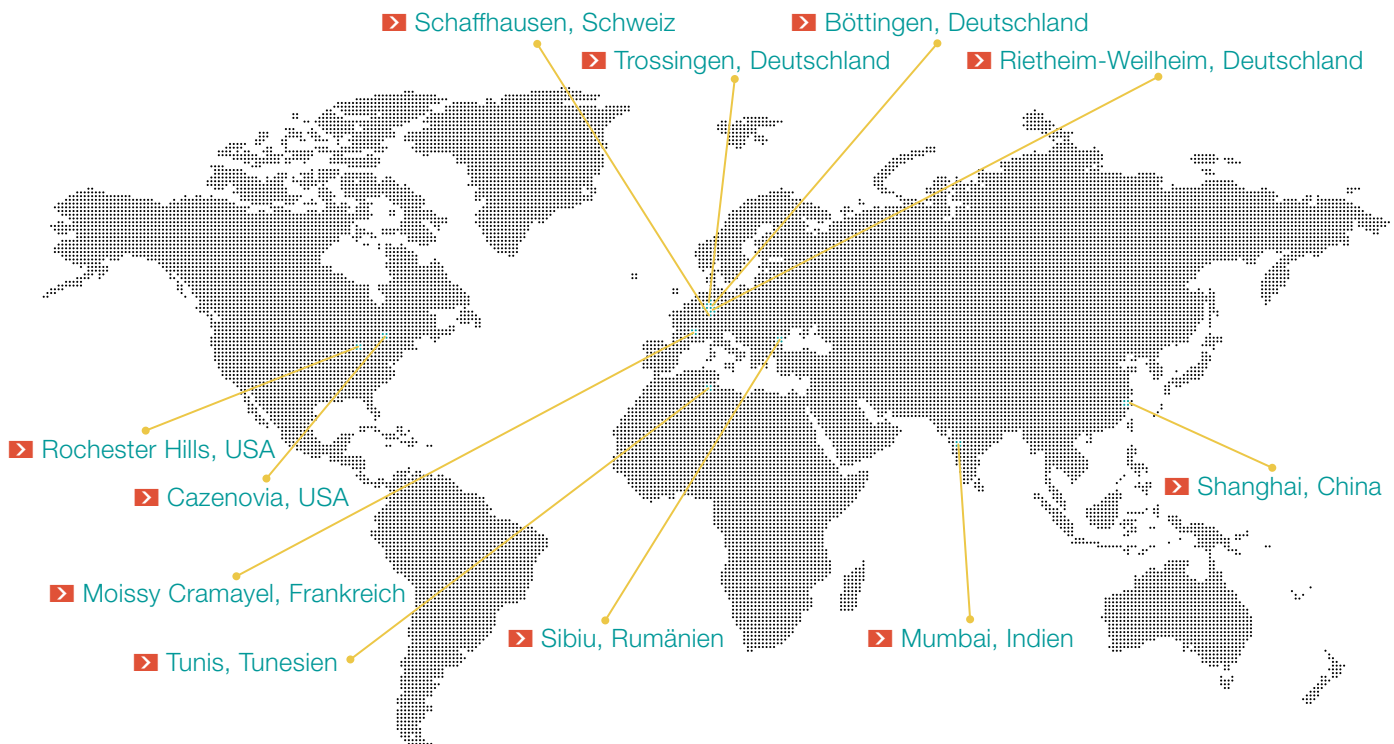 Schaffhausen, Schweiz
Böttingen, Deutschland
Trossingen, Deutschland
Rietheim-Weilheim, Deutschland
Rochester Hills, USA
Cazenovia, USA
Shanghai, China
Moissy Cramayel, Frankreich
Sibiu, Rumänien
Mumbai, Indien
Tunis, Tunesien